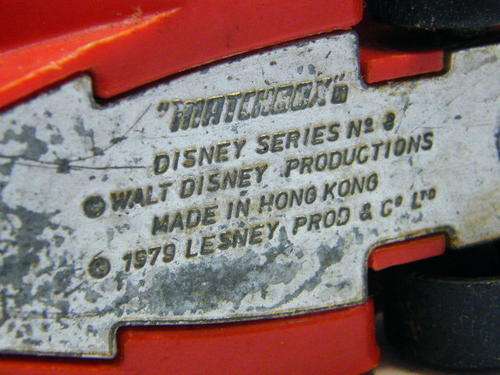 "MATCHBOX"
DISNEY SERIES Nº 8
© WALT DISNEY PRODUCTIONS
MADE IN HONG KONG
© 1979 LESNEY PROD & Cº LTD